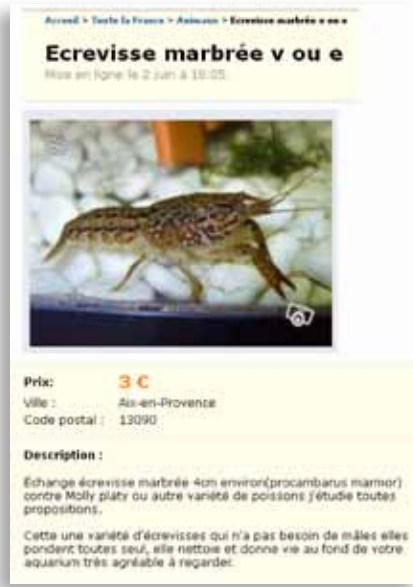 Accueil > Toute la France > Animaux > Ecrevisse marbrée v ou e
Ecrevisse marbrée v ou e
Mise en ligne le 2 juin à 18:05.
Prix: 3 €
Ville : Aix-en-Provence
Code postal : 13090
Description :
Echange écrevisse marbrée 4cm environ(procambarus marmor)
contre Molly platy ou autre variété de poissons j'étudie toutes
propositions.
Cette une variété d'écrevisses qui n'a pas besoin de mâles elles
pondent toutes seul, elle nettoie et donne vie au fond de votre
aquarium très agréable à regarder.